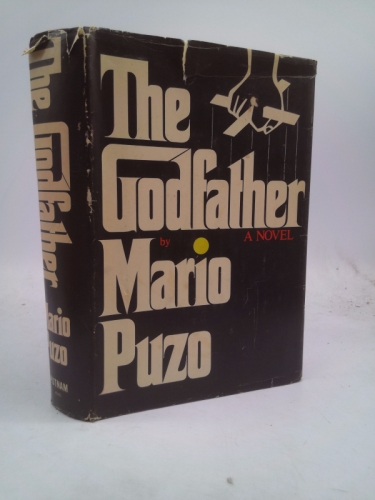 The
Godfather
by
A NOVEL
Mario
Puzo
The Godfather
Mario
Puzo